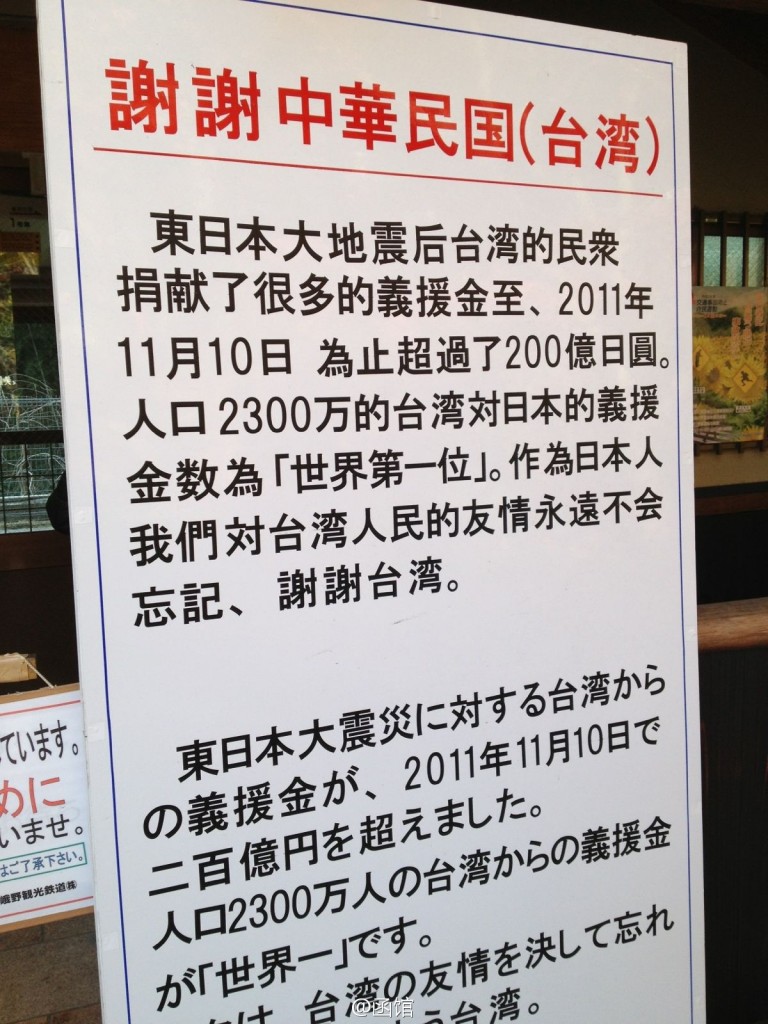 謝謝中華民国(台湾)
東日本大地震后台湾的民衆
捐献了很多的義援金至、2011年
11月10日 為止超過了200億日圓。
人口2300万的台湾対日本的義援
金数為「世界第一位」。作為日本人
我們対台湾人民的友情永遠不会
忘記、謝謝台湾。
東日本大震災に対する台湾から
の義援金が、2011年11月10日で
二百億円を超えました。
人口2300万人の台湾からの義援金
が「世界一」です。
は、台湾の友情を決して忘れ
う台湾。
ています。
めに
いませ。
はご了承下さい。
峨野観光鉄道㈱
@函馆